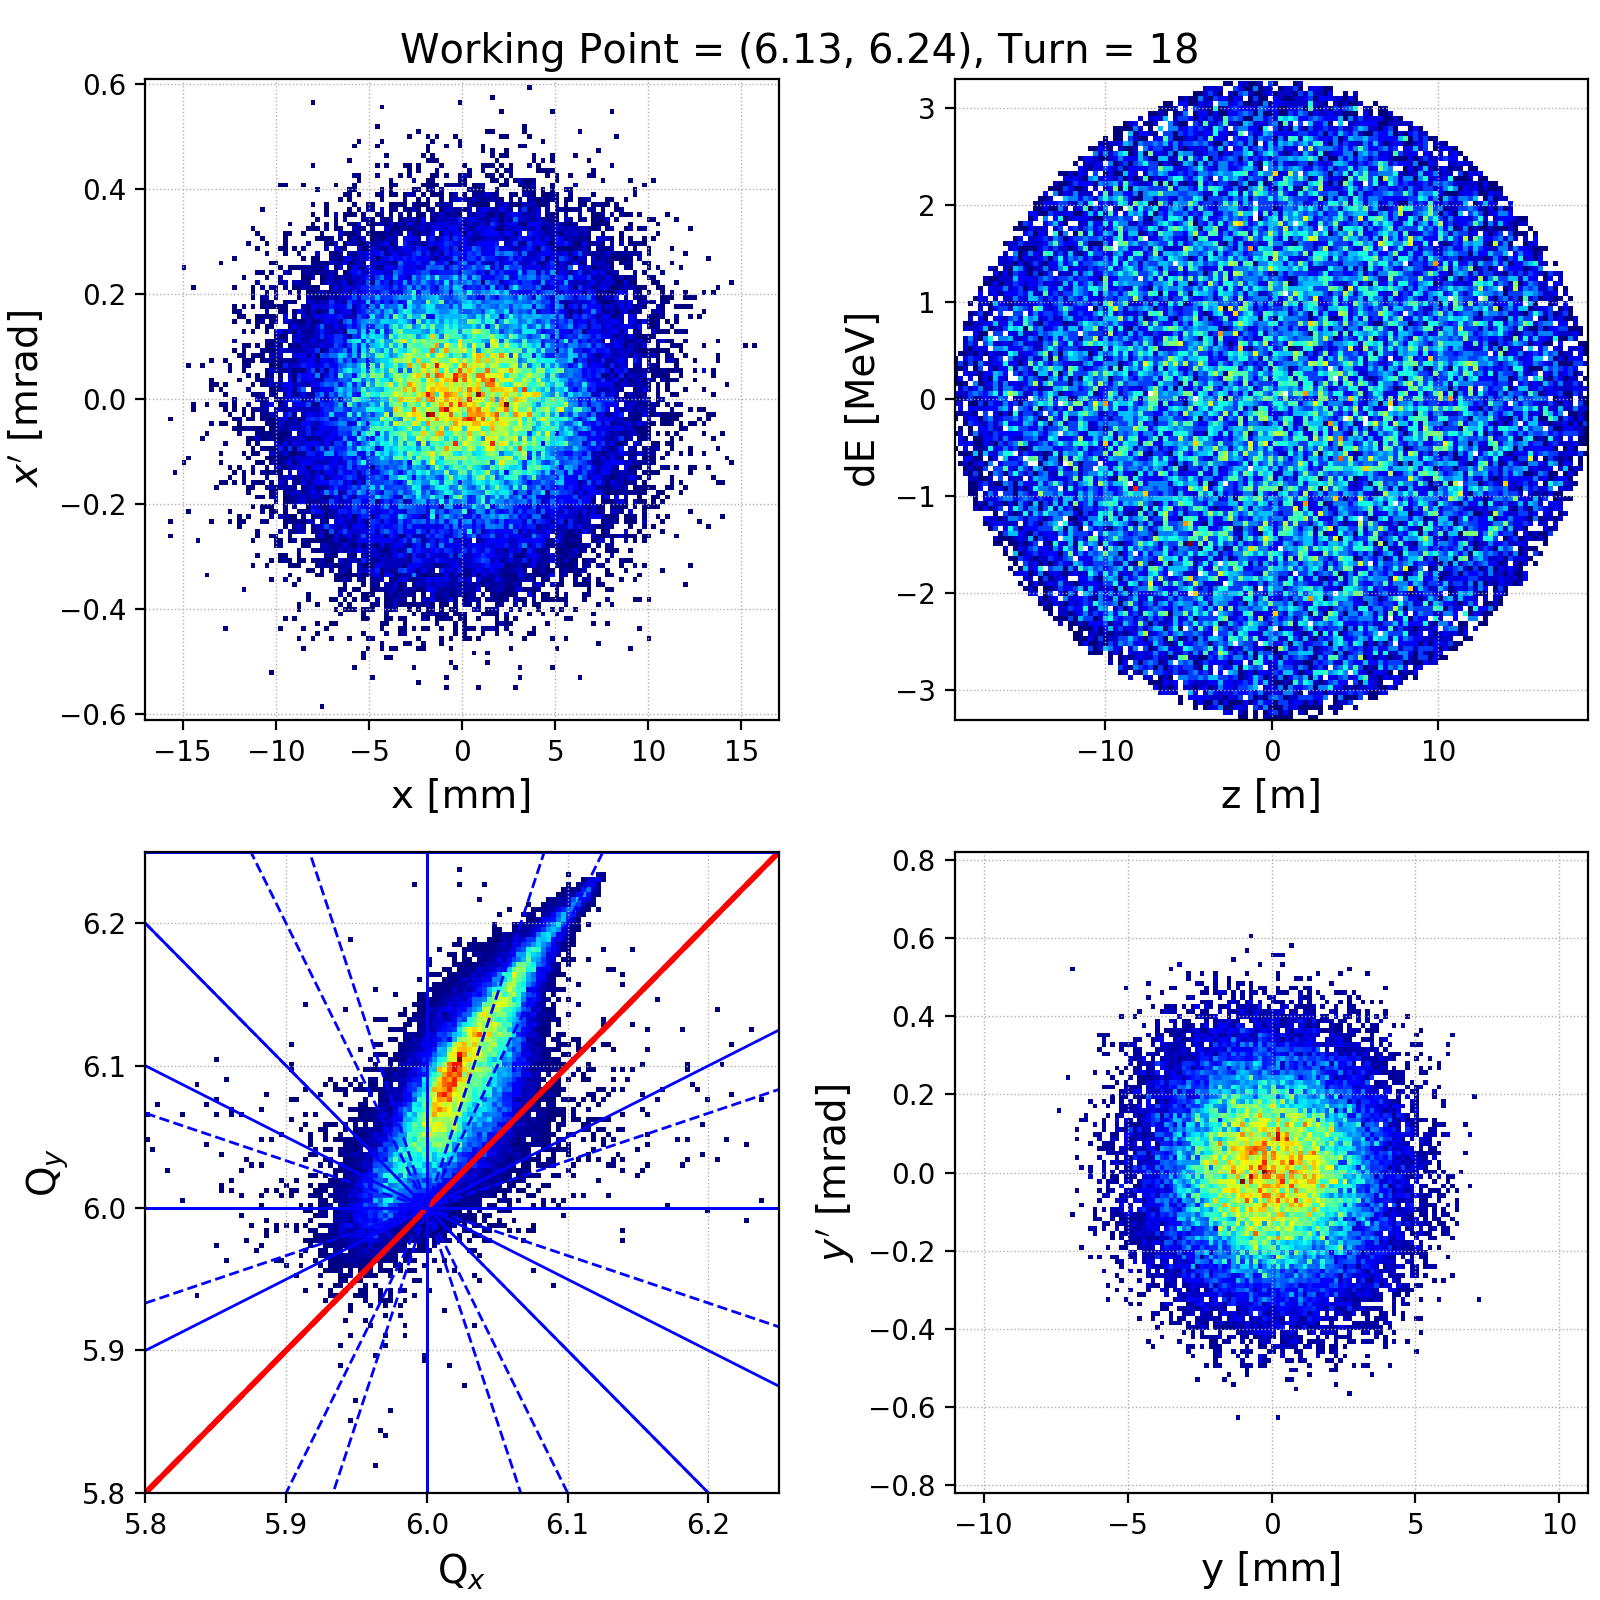 Working Point = (6.13, 6.24), Turn = 18
0.6
0.4
0.2
0.0
−0.2
−0.4
−0.6
x′ [mrad]
−15 −10 −5 0 5 10 15
x [mm]
3
2
1
0
−1
−2
−3
dE [MeV]
−10 0 10
z [m]
6.2
6.1
6.0
5.9
5.8
Qy
5.8 5.9 6.0 6.1 6.2
Qx
0.8
0.6
0.4
0.2
0.0
−0.2
−0.4
−0.6
−0.8
y′ [mrad]
−10 −5 0 5 10
y [mm]